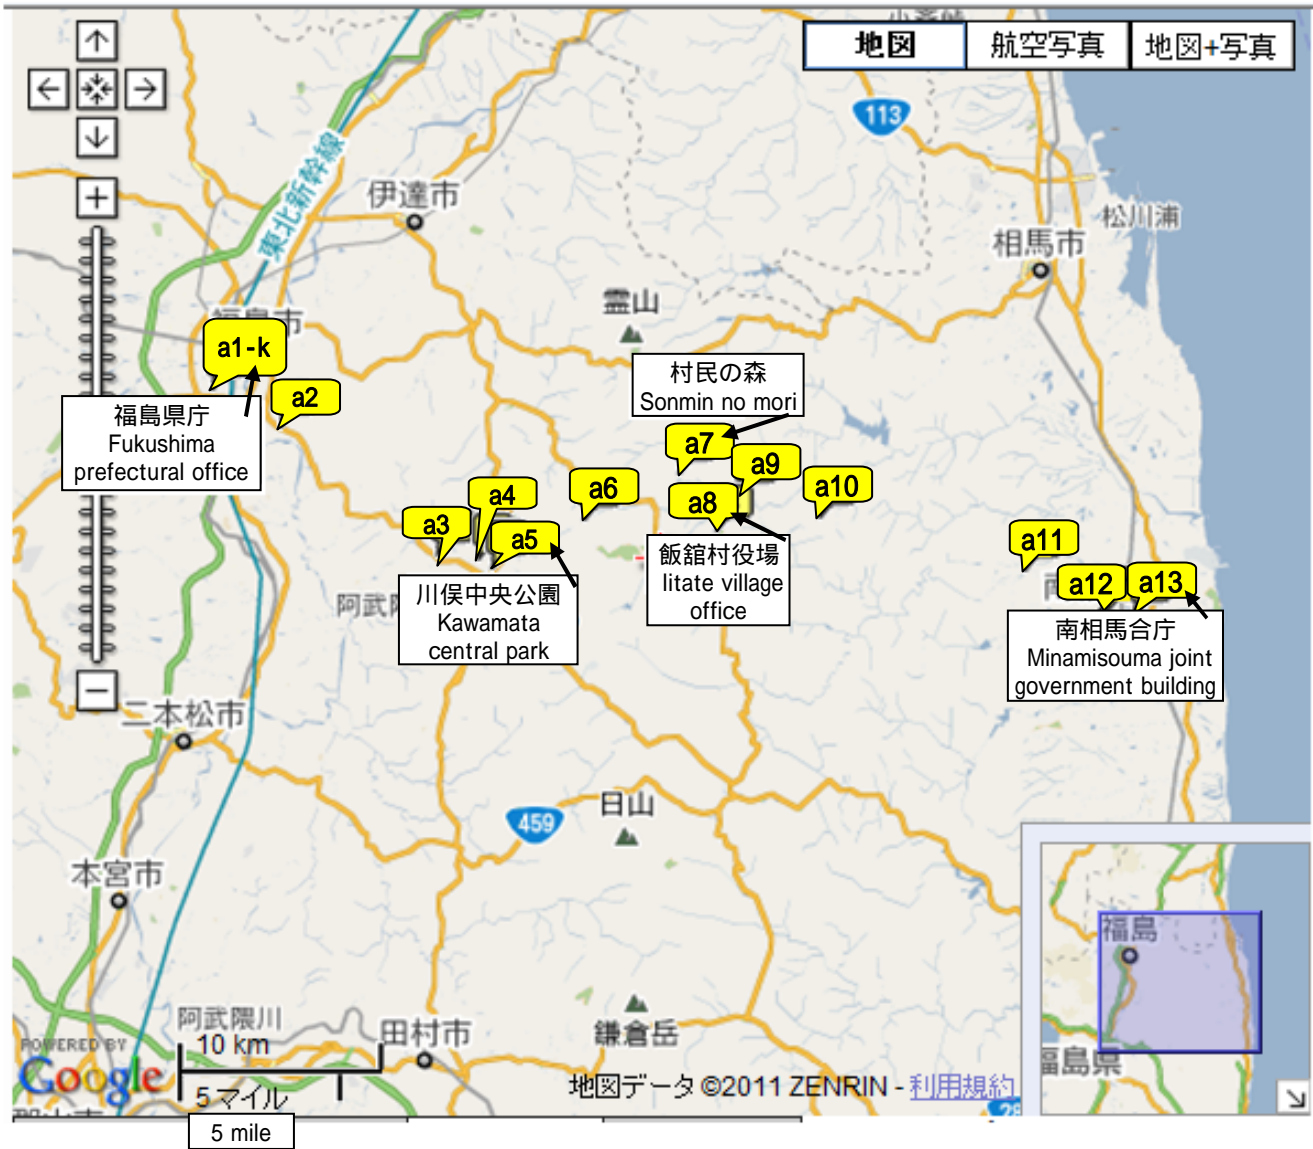 地図
航空写真
地図+写真
113
東北新幹線
伊達市
松川浦
相馬市
霊山
a1-k
a2
福島県庁
Fukushima
prefectural office
村民の森
Sonmin no mori
a7
a9
a6
a8
a10
a4
a3
a5
a11
a12
a13
飯舘村役場
Iitate village
office
川俣中央公園
Kawamata
central park
南相馬合庁
Minamisouma joint
government building
二本松市
459
日山
本宮市
福島
福島県
阿武隈川
10 km
田村市
鎌倉岳
POWERED BY
Google
5 マイル
5 mile
地図データ ©2011 ZENRIN - 利用規約